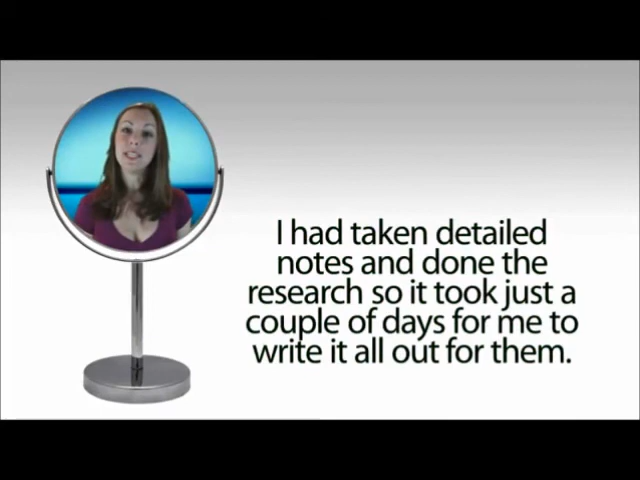 I had taken detailed
notes and done the
research so it took just a
couple of days for me to
write it all out for them.